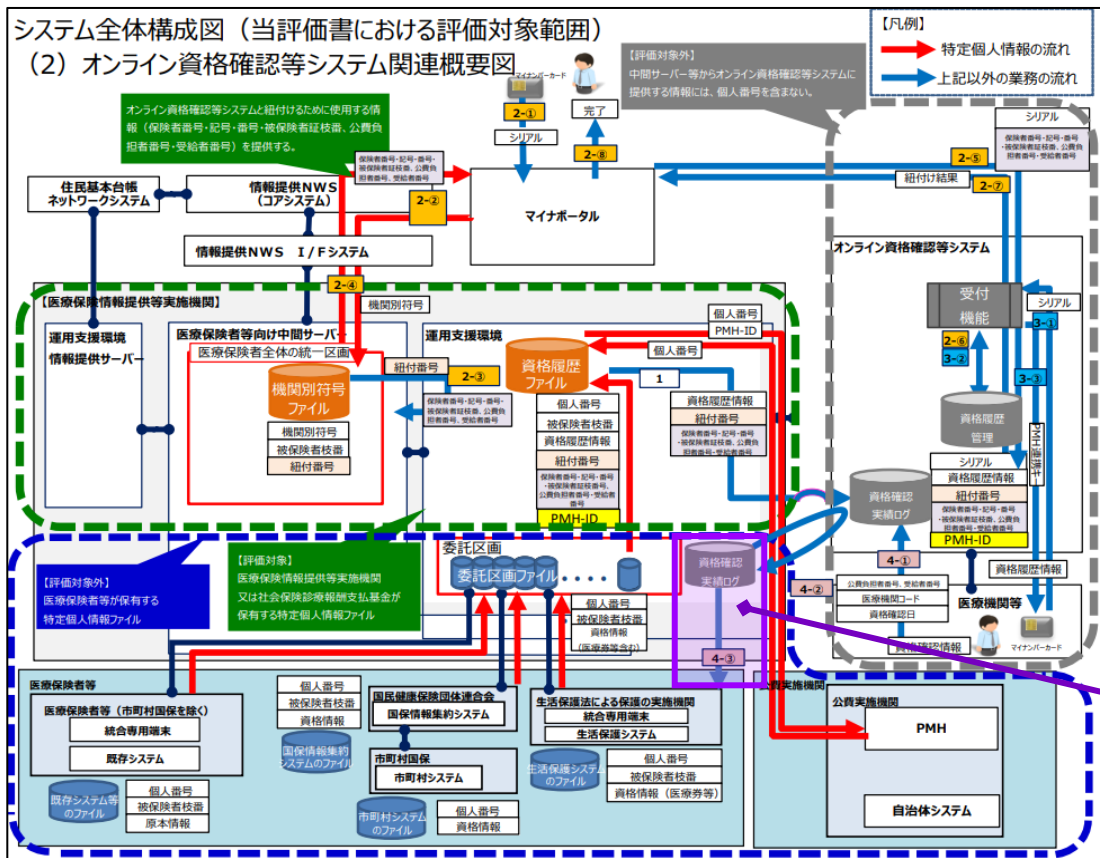 システム全体構成図（当評価書における評価対象範囲）
（2）オンライン資格確認等システム関連概要図
【凡例】
特定個人情報の流れ
上記以外の業務の流れ
【評価対象外】
中間サーバー等からオンライン資格確認等システムに
提供する情報には、個人番号を含まない。
マイナンバーカード
2-①
シリアル
完了
2-⑧
オンライン資格確認等システムと紐付けるために使用する情
報（保険者番号・記号・番号・被保険者証枝番、公費負
担者番号・受給者番号）を提供する。
保険者番号・記号・番号・
被保険者証枝番、公費負
担者番号、受給者番号
2-②
マイナポータル
シリアル
保険者番号・記号・番号
・被保険者証枝番、公費負
担者番号・受給者番号
2-⑤
紐付け結果
2-⑦
住民基本台帳
ネットワークシステム
情報提供NWS
（コアシステム）
情報提供NWS　I／Fシステム
2-④
機関別符号
オンライン資格確認等システム
受付
機能
2-⑥
3-②
シリアル
3-①
3-③
PMH連携キー
資格履歴
管理
シリアル
資格履歴情報
紐付番号
保険者番号・記号・番号
・被保険者証枝番、公費負
担者番号・受給者番号
PMH-ID
資格確認
実績ログ
4-①
資格履歴情報
【医療保険情報提供等実施機関】
運用支援環境
情報提供サーバー
医療保険者等向け中間サーバー
医療保険者全体の統一区画
機関別符号
ファイル
機関別符号
被保険者枝番
紐付番号
紐付番号
2-③
保険者番号・記号・番号・
被保険者証枝番、公費負
担者番号、受給者番号
運用支援環境
資格履歴
ファイル
個人番号
被保険者枝番
資格履歴情報
紐付番号
保険者番号・記号・番号
・被保険者証枝番、
公費負担者番号・受給者
番号
PMH-ID
個人番号
PMH-ID
個人番号
1
資格履歴情報
紐付番号
保険者番号・記号・番号
・被保険者証枝番、公費負
担者番号・受給者番号
【評価対象外】
医療保険者等が保有する
特定個人情報ファイル
【評価対象】
医療保険情報提供等実施機関
又は社会保険診療報酬支払基金が
保有する特定個人情報ファイル
委託区画
委託区画ファイル
・・・・
個人番号
被保険者枝番
資格情報
（医療券等含む）
資格確認
実績ログ
4-③
4-②
公費負担者番号、受給者番号
医療機関コード
資格確認日
資格確認情報
医療機関等
マイナンバーカード
医療保険者等
医療保険者等（市町村国保を除く）
統合専用端末
既存システム
既存システム等
のファイル
個人番号
被保険者枝番
原本情報
個人番号
被保険者枝番
資格情報
国保情報集約
システムのファイル
国民健康保険団体連合会
国保情報集約システム
市町村国保
市町村システム
市町村システム
のファイル
個人番号
資格情報
生活保護法による保護の実施機関
統合専用端末
生活保護システム
生活保護システム
のファイル
個人番号
被保険者枝番
資格情報（医療券等）
公費実施機関
公費実施機関
PMH
自治体システム